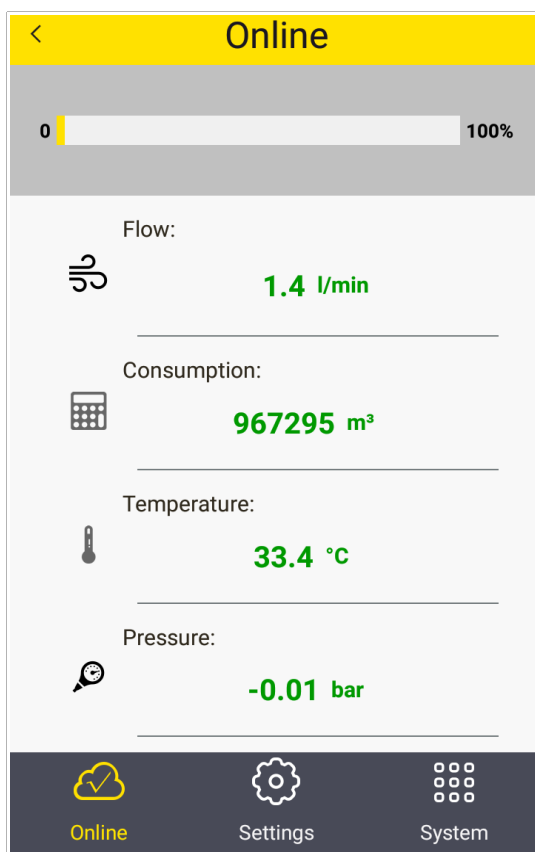 Online
0 100%
Flow:
1.4 l/min
Consumption:
967295 m³
Temperature:
33.4 °C
Pressure:
-0.01 bar
Online Settings System